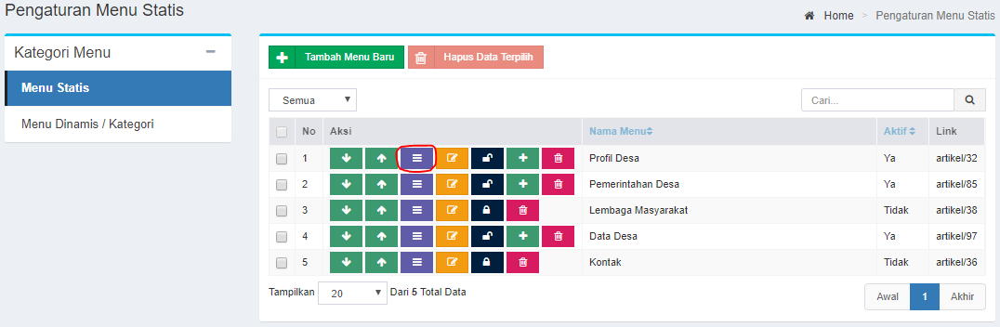 Pengaturan Menu Statis
Home > Pengaturan Menu Statis
Kategori Menu
Menu Statis
Menu Dinamis / Kategori
Tambah Menu Baru Hapus Data Terpilih
Semua
Cari...
No Aksi Nama Menu Aktif Link
1 Profil Desa Ya artikel/32
2 Pemerintahan Desa Ya artikel/85
3 Lembaga Masyarakat Tidak artikel/38
4 Data Desa Ya artikel/97
5 Kontak Tidak artikel/36
Tampilkan 20 Dari 5 Total Data
Awal 1 Akhir